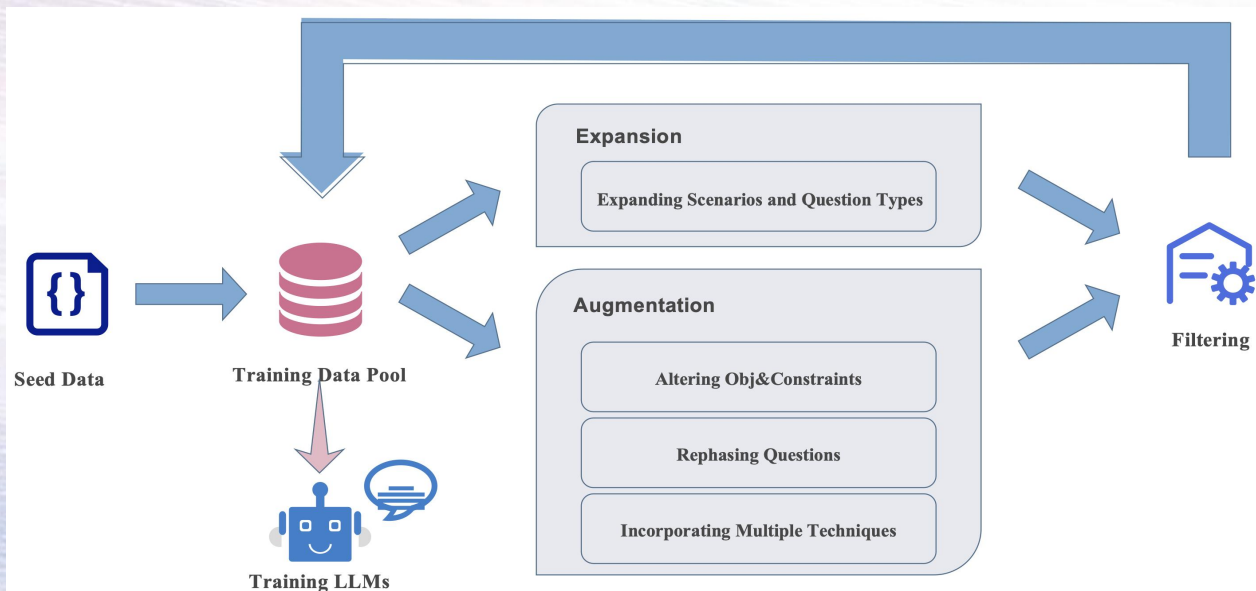 Expansion
Expanding Scenarios and Question Types
{}
Seed Data
Training Data Pool
Augmentation
Altering Obj&Constraints
Rephasing Questions
Incorporating Multiple Techniques
Filtering
Training LLMs